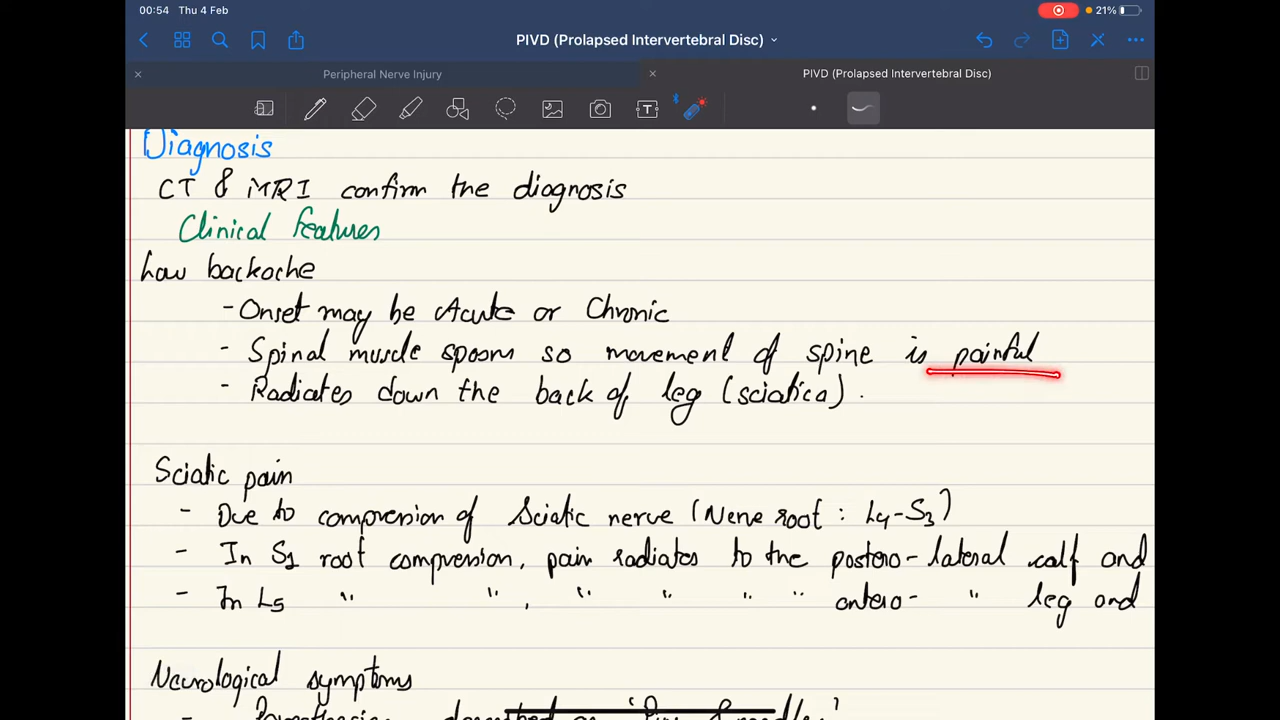 00:54 Thu 4 Feb
21%
PIVD (Prolapsed Intervertebral Disc)
Peripheral Nerve Injury
PIVD (Prolapsed Intervertebral Disc)
Diagnosis
CT & MRI confirm the diagnosis
Clinical features
Low backache
- Onset may be Acute or Chronic
- Spinal muscle spasm so movement of spine is painful
- Radiates down the back of leg (sciatica).
Sciatic pain
- Due to compression of Sciatic nerve (Nerve root : L4-S3)
- In S1 root compression, pain radiates to the postero-lateral calf and
- In L5 " " , " " " " antero- " leg and
Neurological symptoms